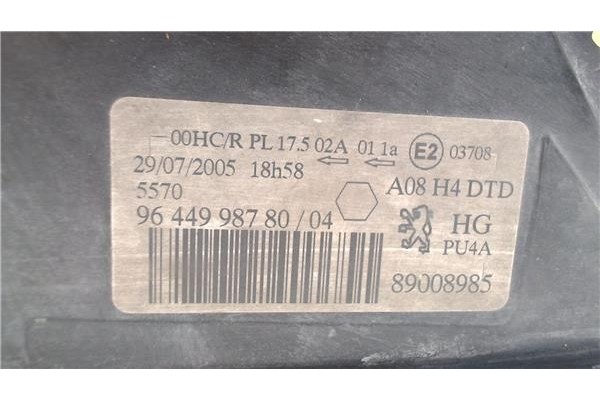 00HC/R PL 17.5 02A 01 1a E2 03708
29/07/2005 18h58
5570 A08 H4 DTD
96 449 987 80 / 04 HG
PU4A
89008985